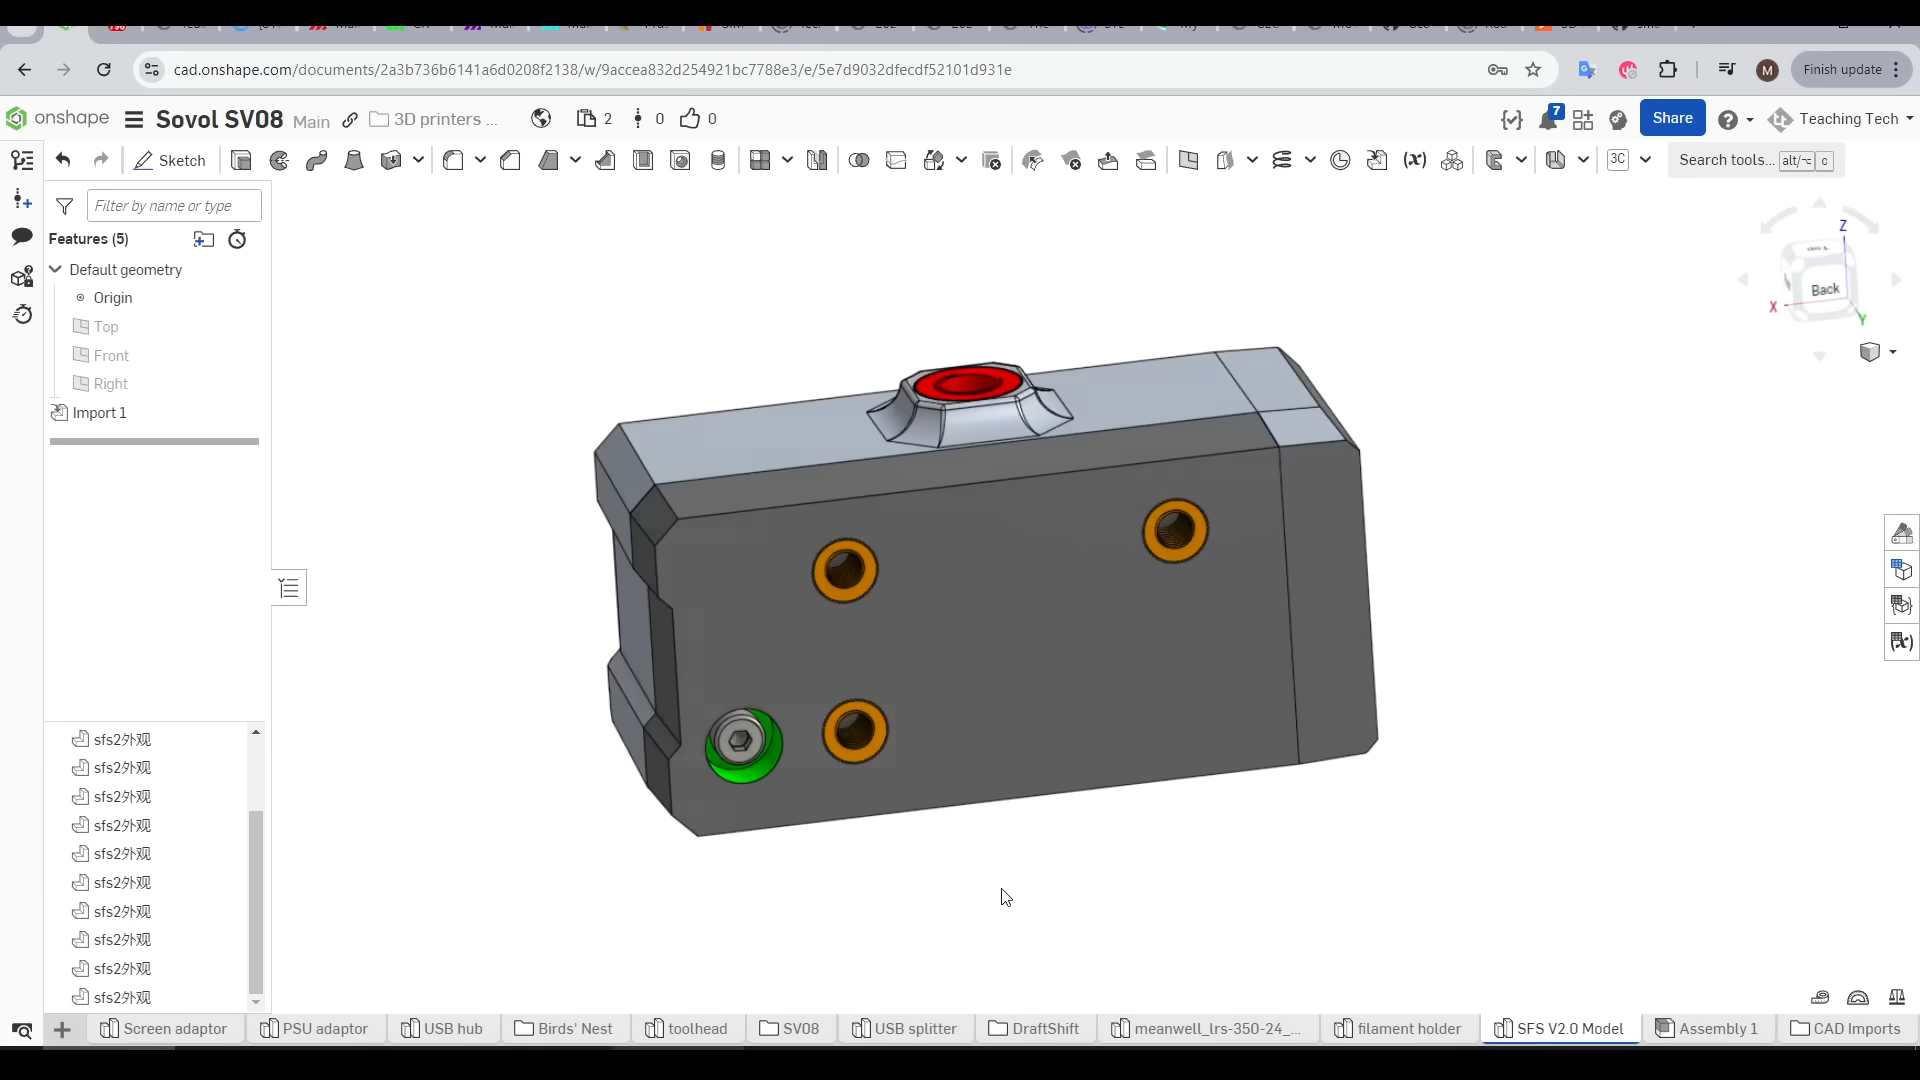 cad.onshape.com/documents/2a3b736b6141a6d0208f2138/w/9accea832d254921bc7788e3/e/5e7d9032dfecdf52101d931e
M
Finish update
onshape
Sovol SV08 Main
3D printers ...
2
0
0
7
Share
Teaching Tech
Sketch
(x)
3C
Search tools... alt/⌥ c
Filter by name or type
Features (5)
Default geometry
Origin
Top
Front
Right
Import 1
Z
Back
X
Y
(x)
sfs2外观
sfs2外观
sfs2外观
sfs2外观
sfs2外观
sfs2外观
sfs2外观
sfs2外观
sfs2外观
sfs2外观
Screen adaptor
PSU adaptor
USB hub
Birds' Nest
toolhead
SV08
USB splitter
DraftShift
meanwell_lrs-350-24_...
filament holder
SFS V2.0 Model
Assembly 1
CAD Imports